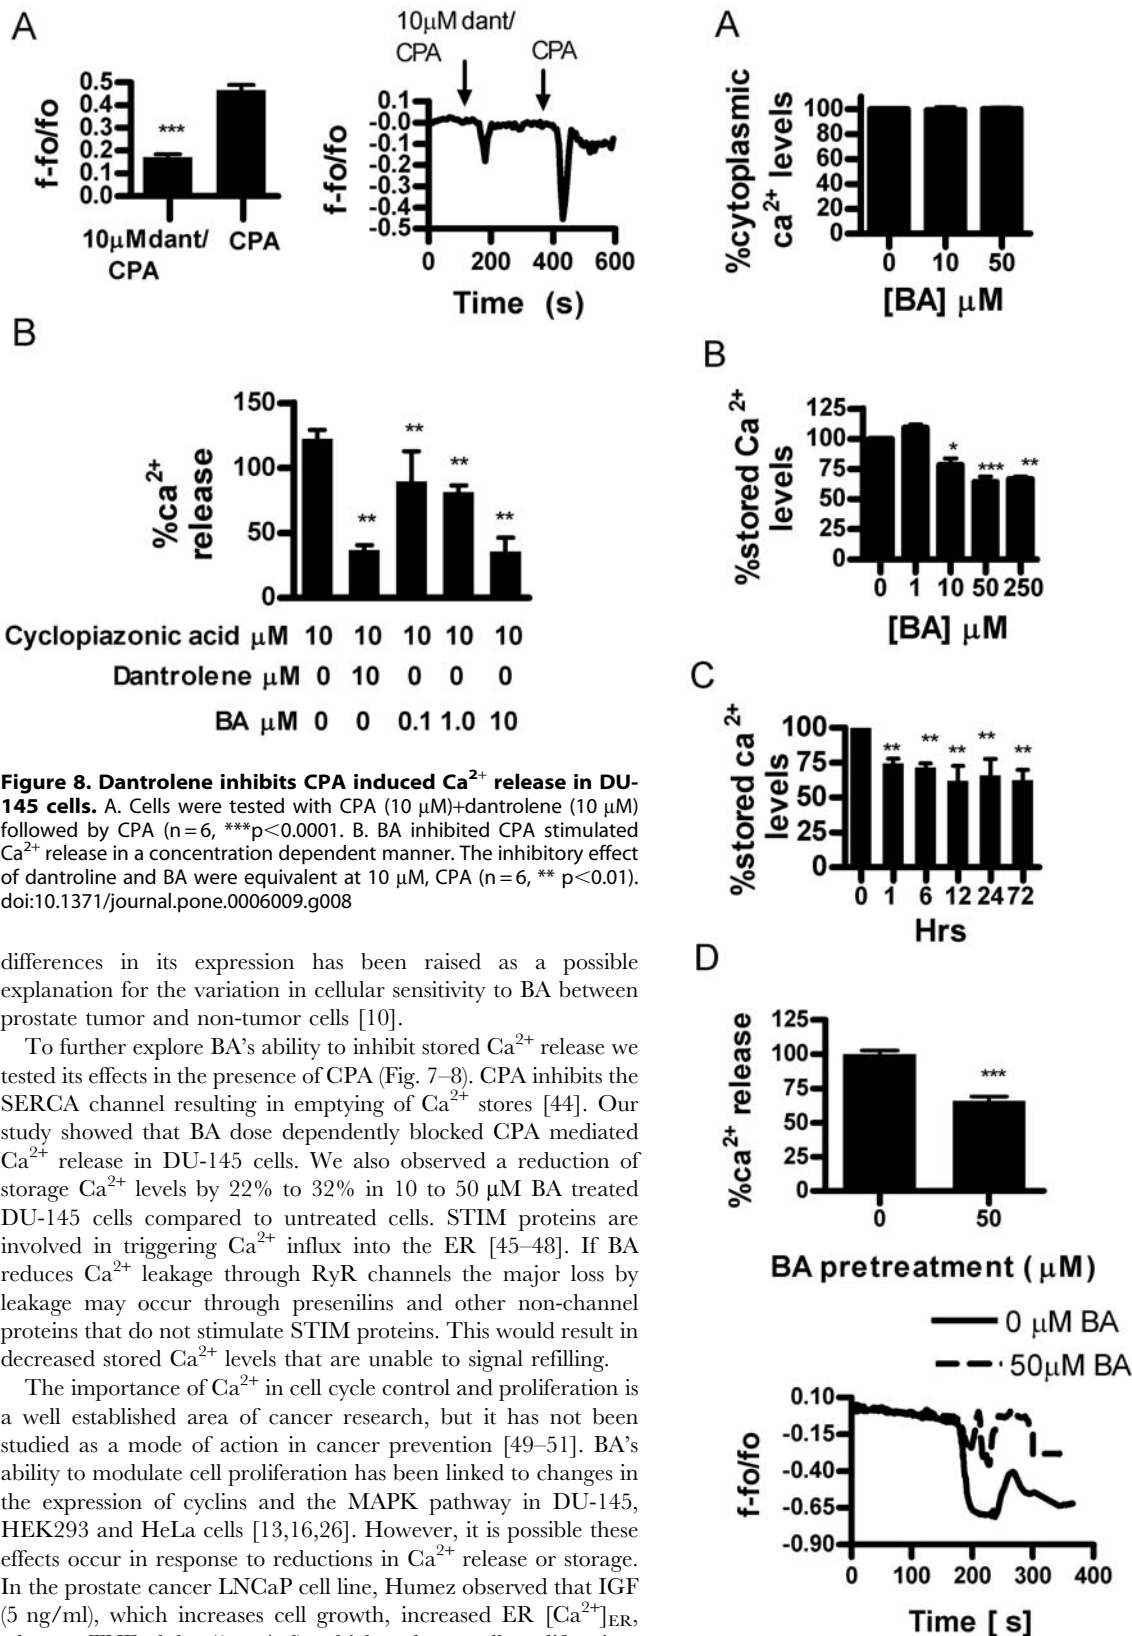 A
0.5
0.4
0.3
0.2
0.1
0.0
f-fo/fo
***
10μM dant/
CPA
CPA
10μM dant/
CPA
CPA
0.1
-0.0
-0.1
-0.2
-0.3
-0.4
-0.5
f-fo/fo
0 200 400 600
Time (s)
B
150
100
50
0
%ca2+
release
**
**
**
**
Cyclopiazonic acid μM 10 10 10 10 10
Dantrolene μM 0 10 0 0 0
BA μM 0 0 0.1 1.0 10
Figure 8. Dantrolene inhibits CPA induced Ca2+ release in DU-
145 cells. A. Cells were tested with CPA (10 μM)+dantrolene (10 μM)
followed by CPA (n = 6, ***p<0.0001. B. BA inhibited CPA stimulated
Ca2+ release in a concentration dependent manner. The inhibitory effect
of dantroline and BA were equivalent at 10 μM, CPA (n = 6, ** p<0.01).
doi:10.1371/journal.pone.0006009.g008
differences in its expression has been raised as a possible
explanation for the variation in cellular sensitivity to BA between
prostate tumor and non-tumor cells [10].
To further explore BA's ability to inhibit stored Ca2+ release we
tested its effects in the presence of CPA (Fig. 7–8). CPA inhibits the
SERCA channel resulting in emptying of Ca2+ stores [44]. Our
study showed that BA dose dependently blocked CPA mediated
Ca2+ release in DU-145 cells. We also observed a reduction of
storage Ca2+ levels by 22% to 32% in 10 to 50 μM BA treated
DU-145 cells compared to untreated cells. STIM proteins are
involved in triggering Ca2+ influx into the ER [45–48]. If BA
reduces Ca2+ leakage through RyR channels the major loss by
leakage may occur through presenilins and other non-channel
proteins that do not stimulate STIM proteins. This would result in
decreased stored Ca2+ levels that are unable to signal refilling.
The importance of Ca2+ in cell cycle control and proliferation is
a well established area of cancer research, but it has not been
studied as a mode of action in cancer prevention [49–51]. BA's
ability to modulate cell proliferation has been linked to changes in
the expression of cyclins and the MAPK pathway in DU-145,
HEK293 and HeLa cells [13,16,26]. However, it is possible these
effects occur in response to reductions in Ca2+ release or storage.
In the prostate cancer LNCaP cell line, Humez observed that IGF
(5 ng/ml), which increases cell growth, increased ER [Ca2+]ER,
A
100
80
60
40
20
0
%cytoplasmic
ca2+ levels
0 10 50
[BA] μM
B
125
100
75
50
25
0
%stored Ca2+
levels
*
***
**
0 1 10 50 250
[BA] μM
C
100
75
50
25
0
%stored ca2+
levels
**
**
**
**
**
0 1 6 12 24 72
Hrs
D
125
100
75
50
25
0
%ca2+ release
***
0 50
BA pretreatment (μM)
0 μM BA
50μM BA
0.10
-0.15
-0.40
-0.65
-0.90
f-fo/fo
0 100 200 300 400
Time [s]